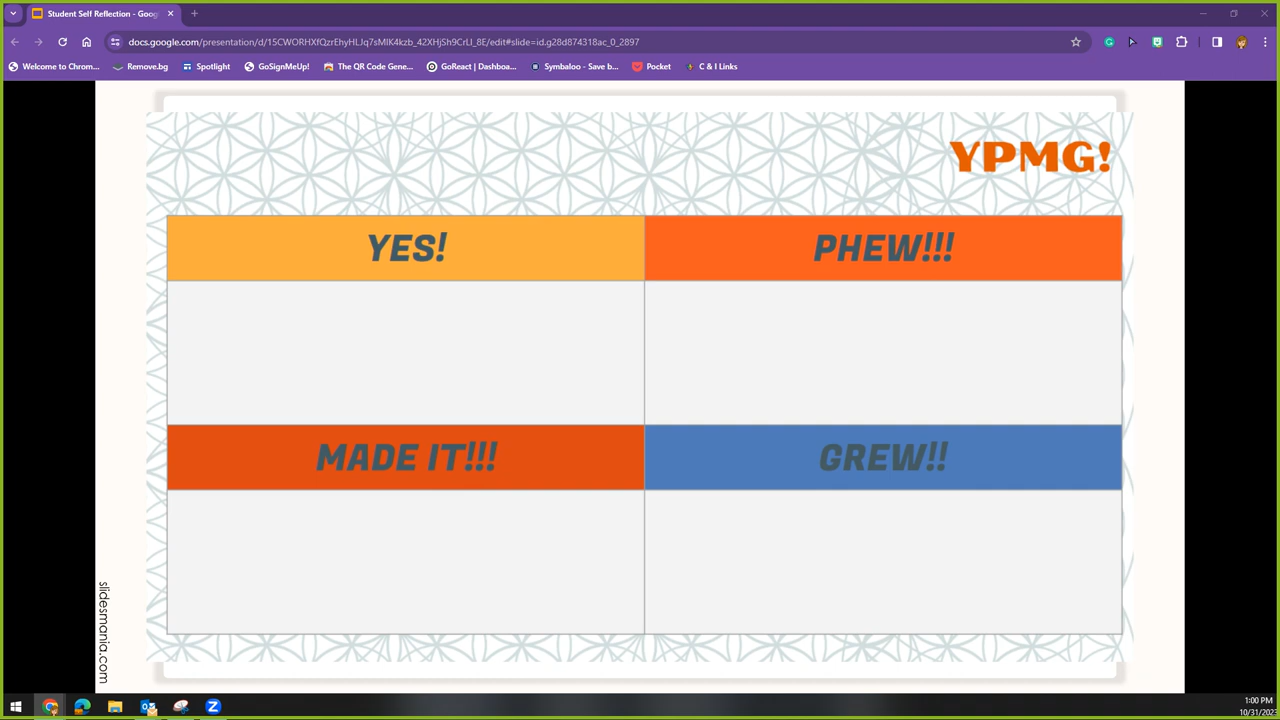 Student Self Reflection - Goog
docs.google.com/presentation/d/15CWORHXfQzrEhyHLJq7sMlK4kzb_42XHjSh9CrLI_8E/edit#slide=id.g28d874318ac_0_2897
Welcome to Chrom... Remove.bg Spotlight GoSignMeUp! The QR Code Gene... GoReact | Dashboa... Symbaloo - Save b... Pocket C & I Links
YPMG!
YES! PHEW!!!
MADE IT!!! GREW!!
slidesmania.com
1:00 PM
10/31/202